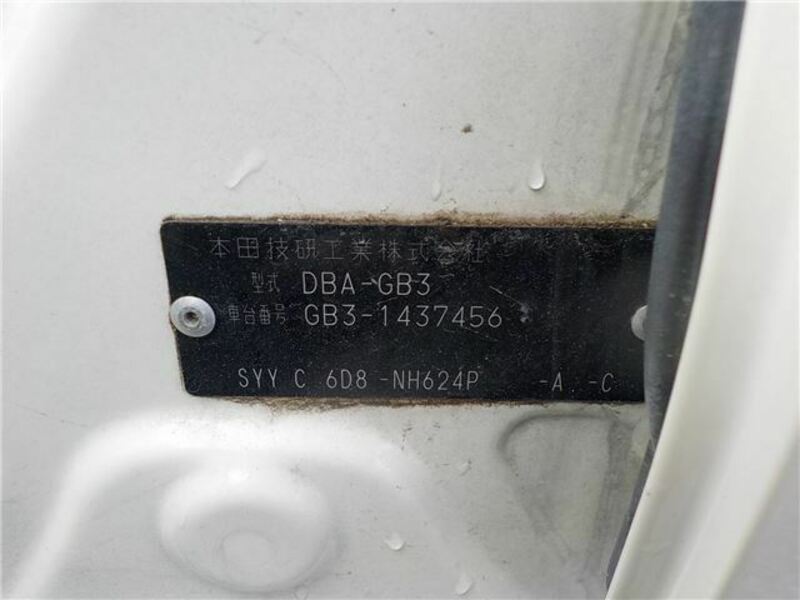 本田技研工業株式会社
型式 DBA-GB3
車台番号 GB3-1437456
SYY C 6D8 -NH624P -A -C